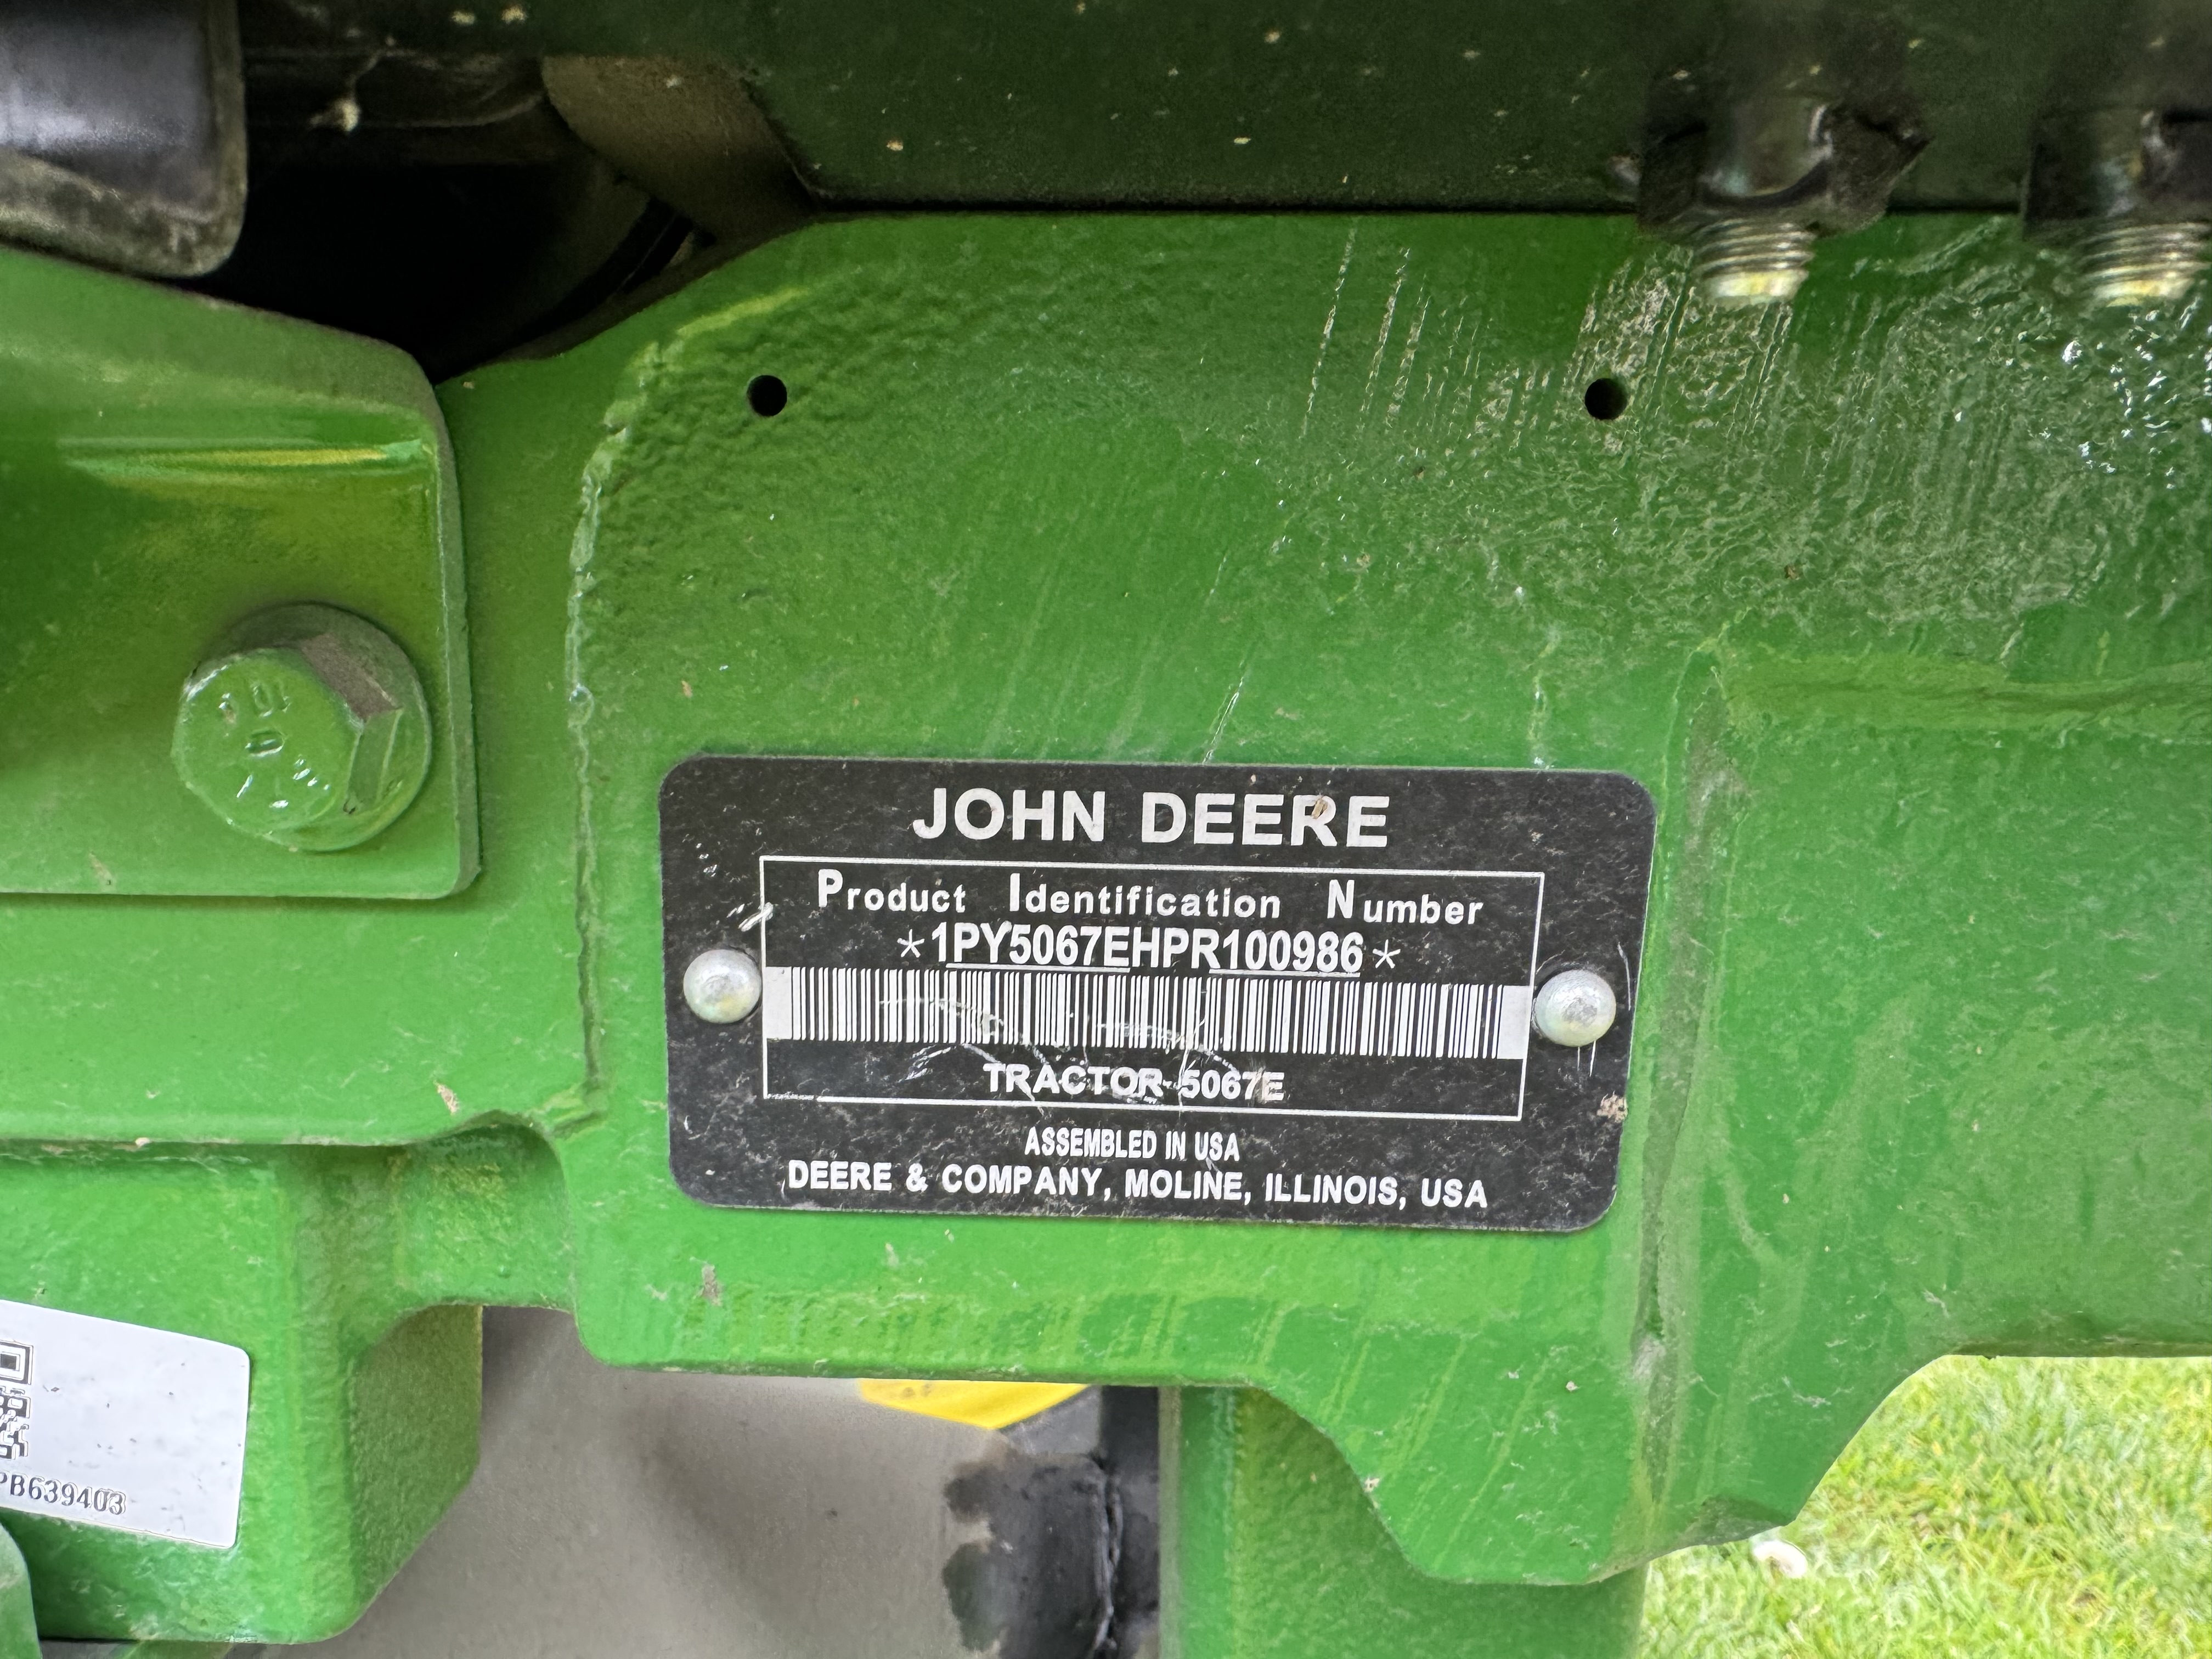 JOHN DEERE
Product Identification Number
*1PY5067EHPR100986*
TRACTOR 5067E
ASSEMBLED IN USA
DEERE & COMPANY, MOLINE, ILLINOIS, USA
PB639403